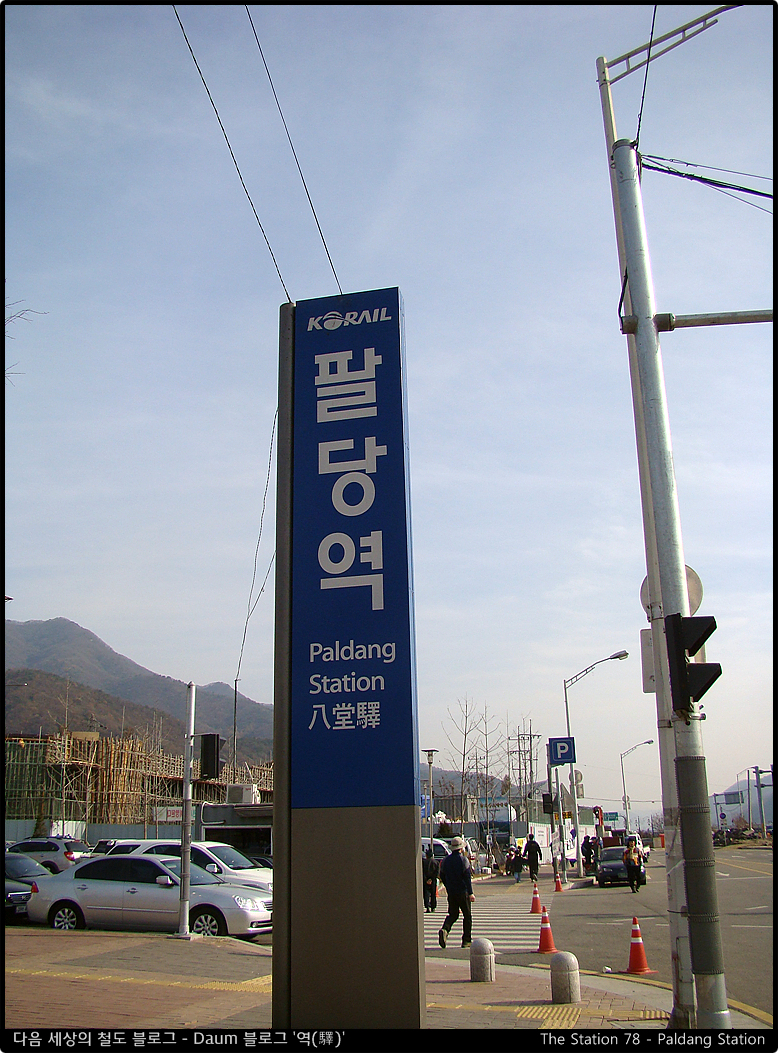 KORAIL
팔당역
Paldang
Station
八堂驛
P
다음 세상의 철도 블로그 - Daum 블로그 '역(驛)'
The Station 78 - Paldang Station